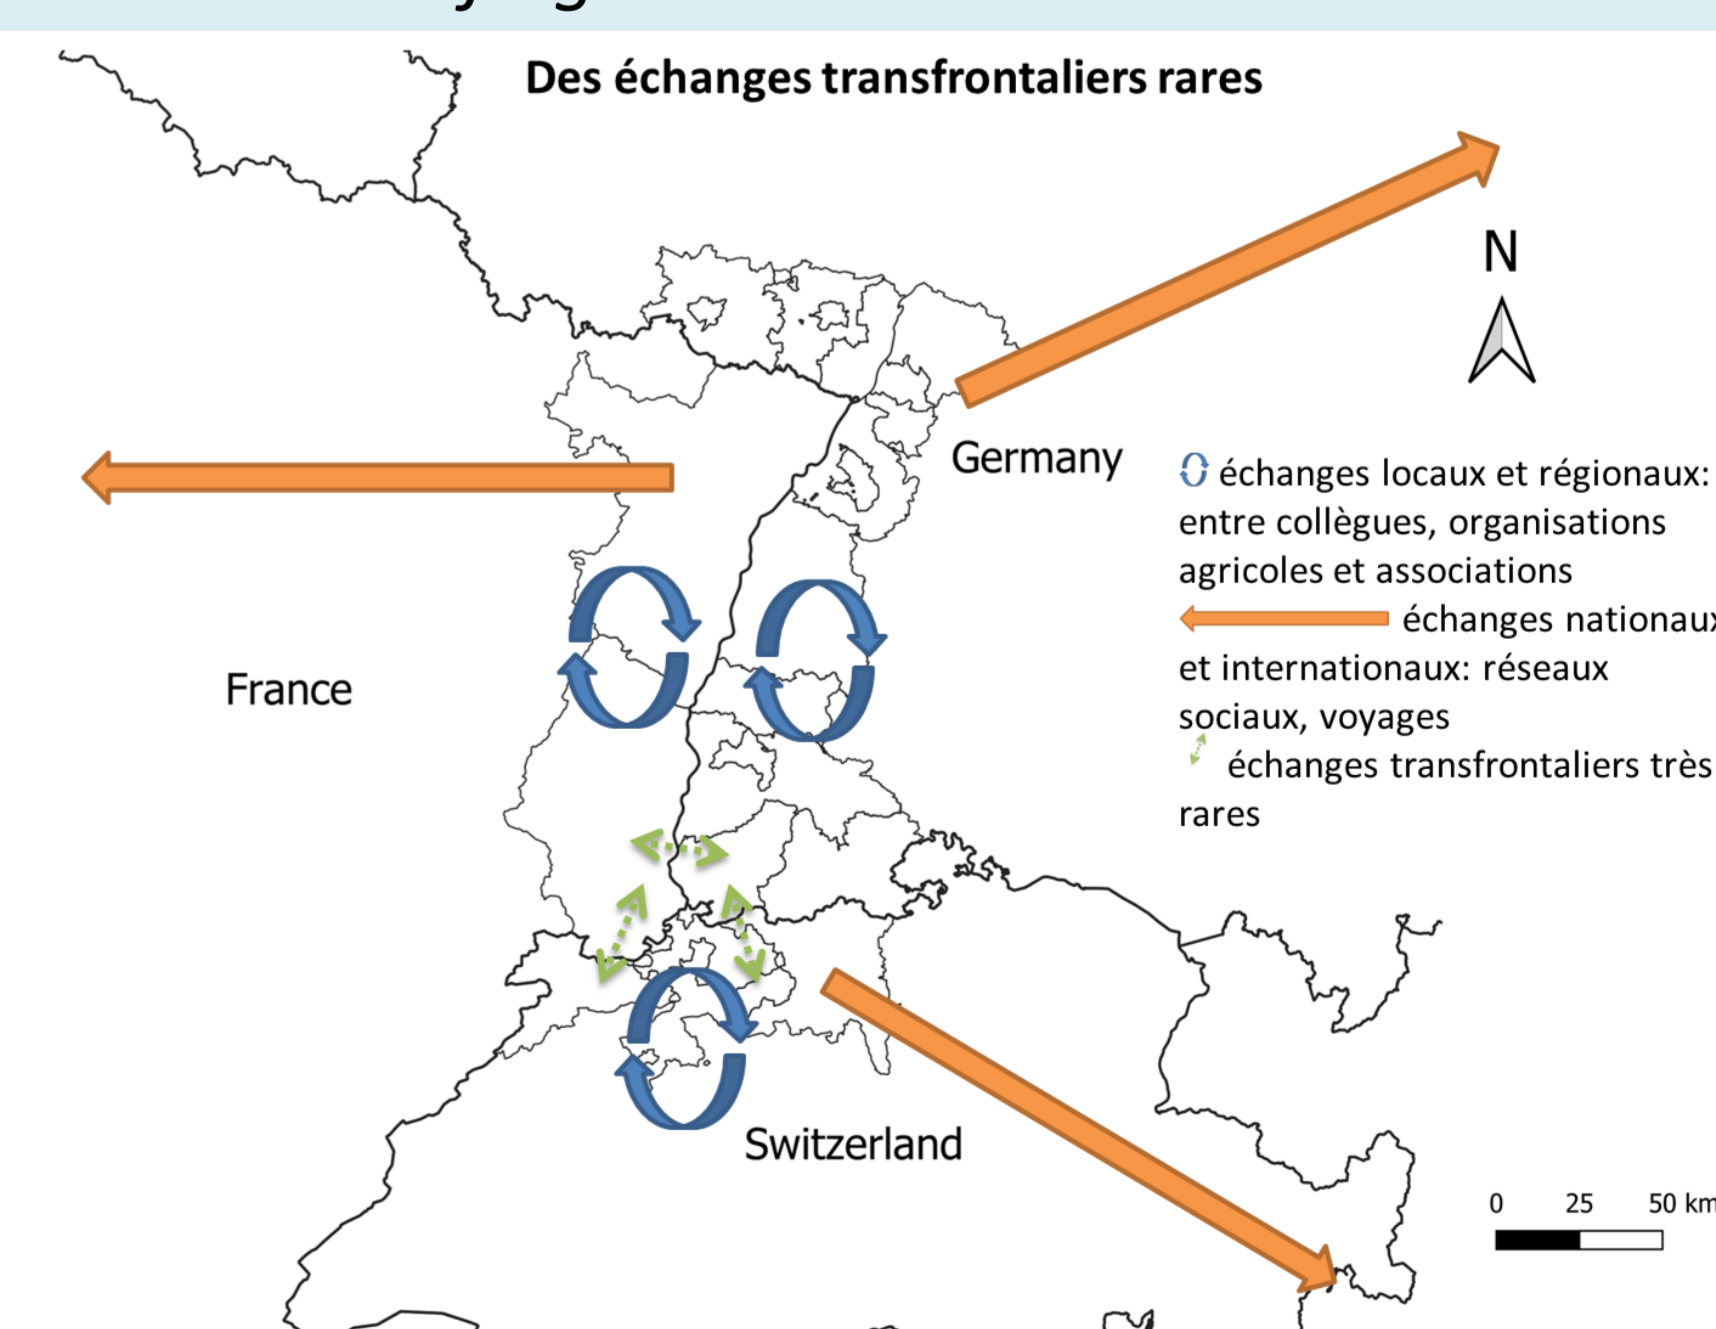 Des échanges transfrontaliers rares
N
Germany
échanges locaux et régionaux:
entre collègues, organisations
agricoles et associations
échanges nationaux
et internationaux: réseaux
sociaux, voyages
France
échanges transfrontaliers très
rares
Switzerland
0 25 50 km